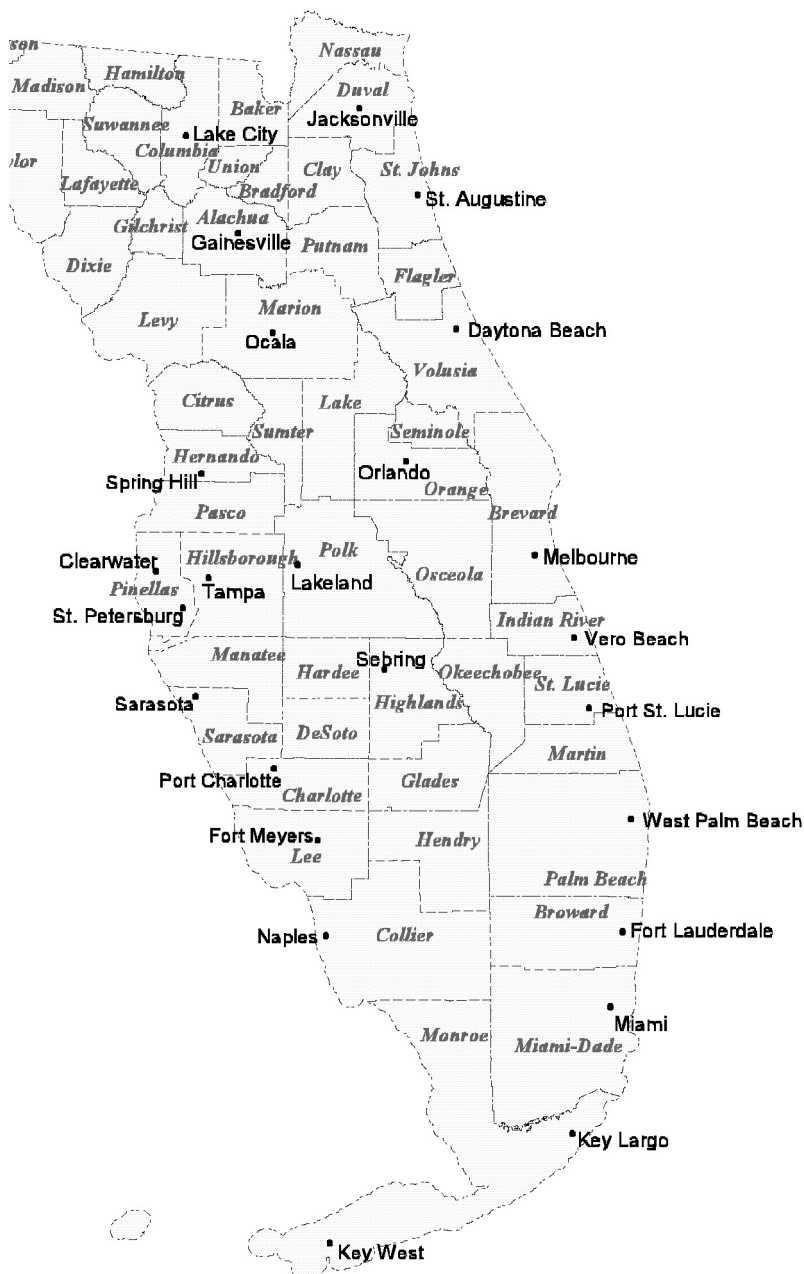 Nassau
son
Hamilton
Madison
Duval
Baker
Jacksonville
Suwannee
Lake City
Columbia
ylor
Union
Clay
St. Johns
Lafayette
Bradford
St. Augustine
Gilchrist
Alachua
Gainesville
Putnam
Dixie
Flagler
Marion
Levy
Daytona Beach
Ocala
Volusia
Citrus
Lake
Sumter
Seminole
Hernando
Orlando
Spring Hill
Orange
Pasco
Brevard
Clearwater
Hillsborough
Polk
Melbourne
Osceola
Lakeland
Pinellas
Tampa
St. Petersburg
Indian River
Vero Beach
Manatee
Sebring
Hardee
Okeechobee
St. Lucie
Sarasota
Highlands
Port St. Lucie
Sarasota
DeSoto
Martin
Port Charlotte
Glades
Charlotte
West Palm Beach
Fort Meyers
Hendry
Lee
Palm Beach
Broward
Naples
Collier
Fort Lauderdale
Miami
Monroe
Miami-Dade
Key Largo
Key West